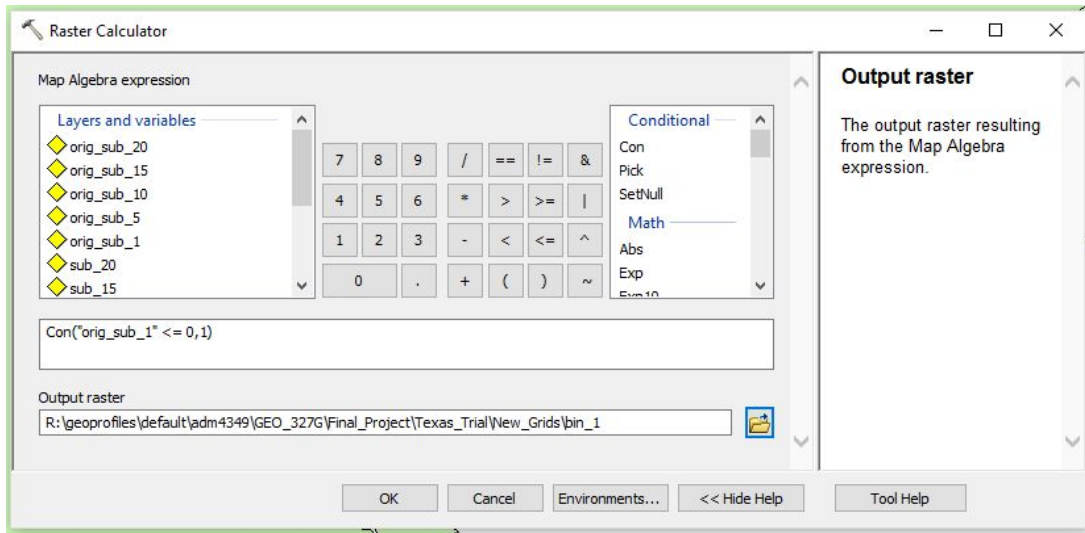 Raster Calculator
Map Algebra expression
Layers and variables
orig_sub_20
orig_sub_15
orig_sub_10
orig_sub_5
orig_sub_1
sub_20
sub_15
7 8 9 / == != &
4 5 6 * > >= |
1 2 3 - < <= ^
0 . + ( ) ~
Conditional
Con
Pick
SetNull
Math
Abs
Exp
Exp10
Con("orig_sub_1" <= 0,1)
Output raster
R:\geoprofiles\default\adm4349\GEO_327G\Final_Project\Texas_Trial\New_Grids\bin_1
OK Cancel Environments... << Hide Help Tool Help
Output raster
The output raster resulting
from the Map Algebra
expression.